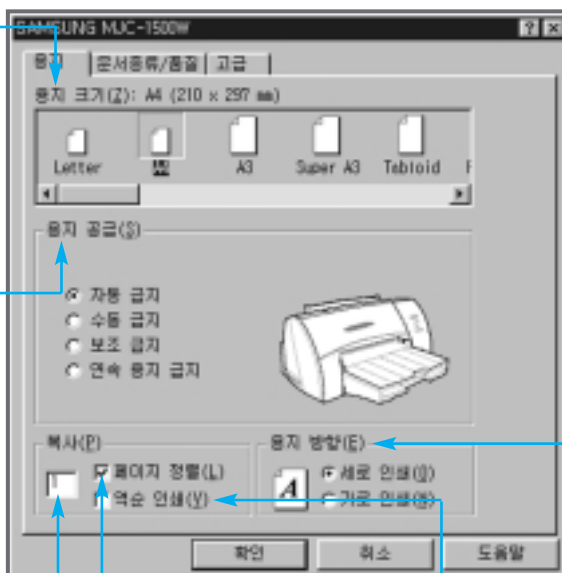 SAMSUNG MJC-1500W
용지 문서종류/품질 고급
용지 크기(Z): A4 (210 x 297 mm)
Letter A4 A3 Super A3 Tabloid
용지 공급(S)
자동 급지
수동 급지
보조 급지
연속 용지 급지
복사(P)
1
페이지 정렬(L)
역순 인쇄(V)
용지 방향(E)
A
세로 인쇄(O)
가로 인쇄(N)
확인 취소 도움말